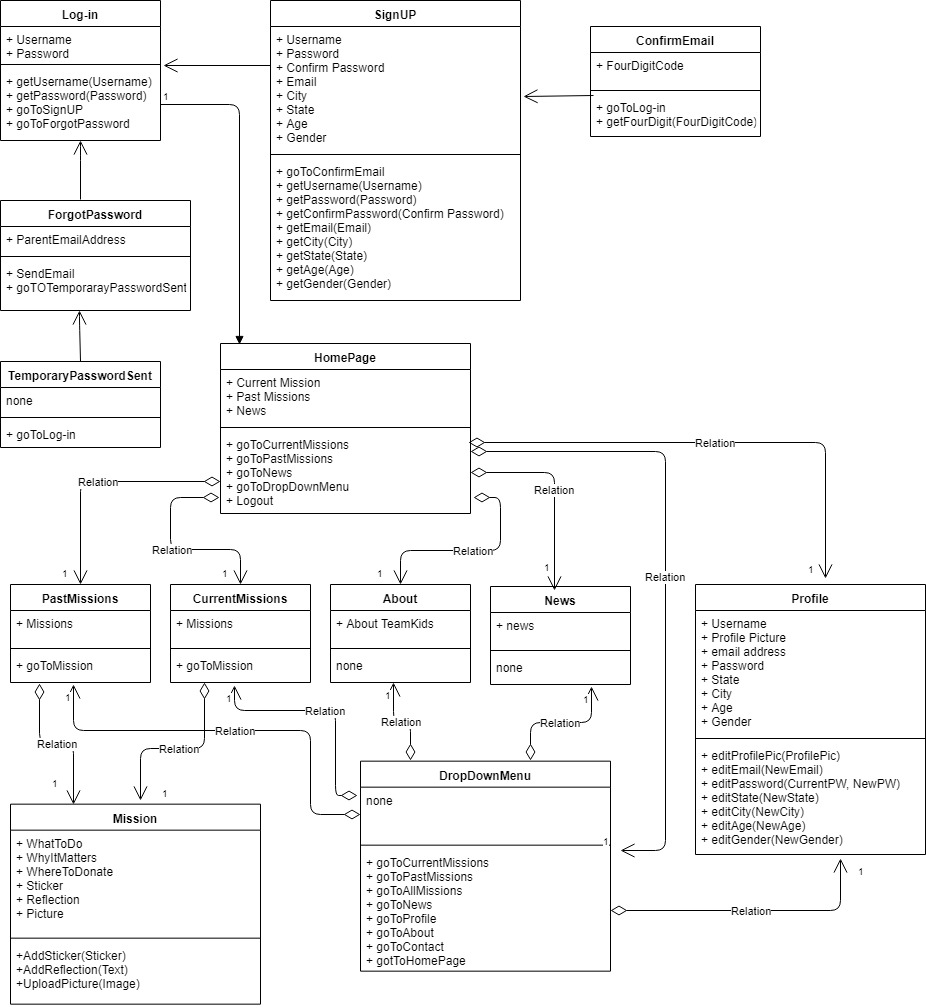 Log-in
+ Username
+ Password
+ getUsername(Username)
+ getPassword(Password)
+ goToSignUP
+ goToForgotPassword
1
SignUP
+ Username
+ Password
+ Confirm Password
+ Email
+ City
+ State
+ Age
+ Gender
+ goToConfirmEmail
+ getUsername(Username)
+ getPassword(Password)
+ getConfirmPassword(Confirm Password)
+ getEmail(Email)
+ getCity(City)
+ getState(State)
+ getAge(Age)
+ getGender(Gender)
ConfirmEmail
+ FourDigitCode
+ goToLog-in
+ getFourDigit(FourDigitCode)
ForgotPassword
+ ParentEmailAddress
+ SendEmail
+ goTOTemporarayPasswordSent
TemporaryPasswordSent
none
+ goToLog-in
HomePage
+ Current Mission
+ Past Missions
+ News
+ goToCurrentMissions
+ goToPastMissions
+ goToNews
+ goToDropDownMenu
+ Logout
Relation
Relation
Relation
Relation
Relation
Relation
1
1
1
1
1
PastMissions
+ Missions
+ goToMission
CurrentMissions
+ Missions
+ goToMission
About
+ About TeamKids
none
News
+ news
none
Profile
+ Username
+ Profile Picture
+ email address
+ Password
+ State
+ City
+ Age
+ Gender
+ editProfilePic(ProfilePic)
+ editEmail(NewEmail)
+ editPassword(CurrentPW, NewPW)
+ editState(NewState)
+ editCity(NewCity)
+ editAge(NewAge)
+ editGender(NewGender)
1
1
1
1
Relation
Relation
Relation
Relation
Relation
Relation
1
1
Mission
+ WhatToDo
+ WhyItMatters
+ WhereToDonate
+ Sticker
+ Reflection
+ Picture
+AddSticker(Sticker)
+AddReflection(Text)
+UploadPicture(Image)
DropDownMenu
none
1
+ goToCurrentMissions
+ goToPastMissions
+ goToAllMissions
+ goToNews
+ goToProfile
+ goToAbout
+ goToContact
+ gotToHomePage
1
Relation